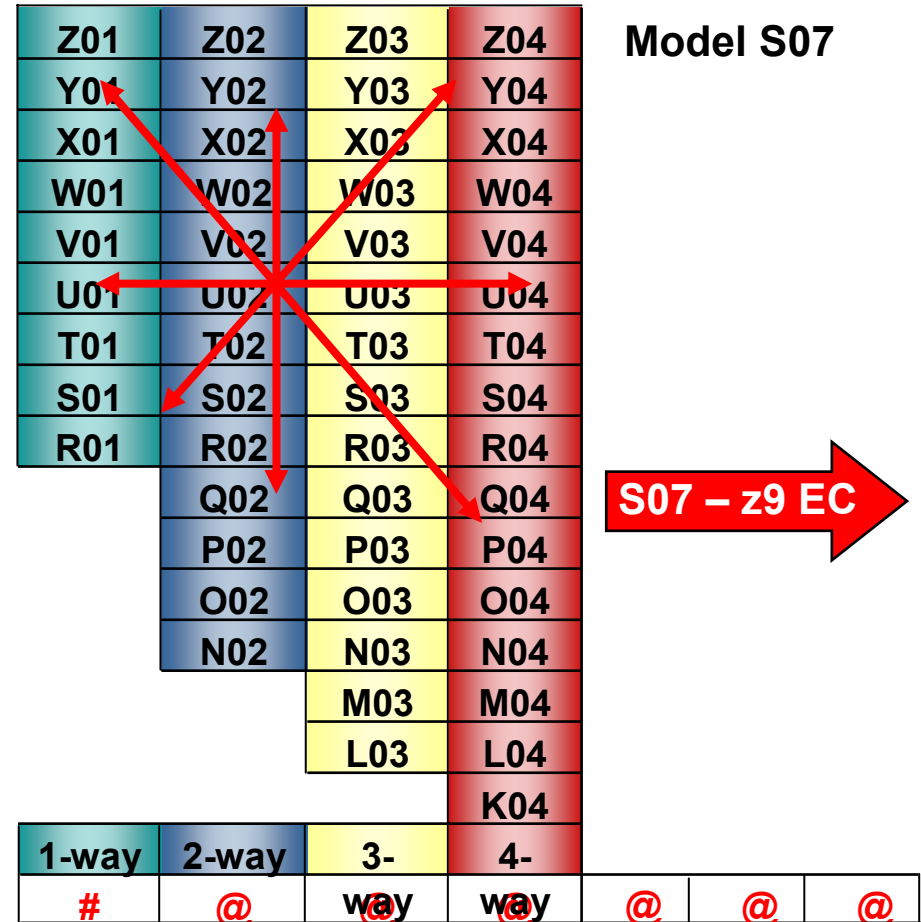 Z01 Z02 Z03 Z04 Model S07
Y01 Y02 Y03 Y04
X01 X02 X03 X04
W01 W02 W03 W04
V01 V02 V03 V04
U01 U02 U03 U04
T01 T02 T03 T04
S01 S02 S03 S04
R01 R02 R03 R04
Q02 Q03 Q04 S07 – z9 EC
P02 P03 P04
O02 O03 O04
N02 N03 N04
M03 M04
L03 L04
K04
1-way 2-way 3-way 4-way
# @ @ @ @ @ @